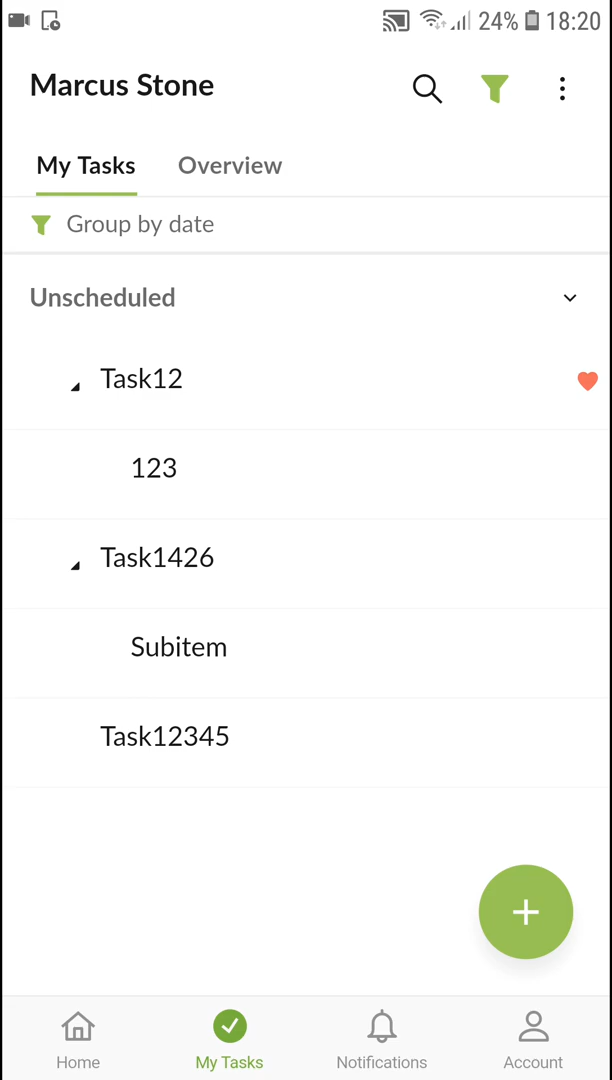 24% 18:20
Marcus Stone
My Tasks Overview
Group by date
Unscheduled
Task12
123
Task1426
Subitem
Task12345
Home My Tasks Notifications Account